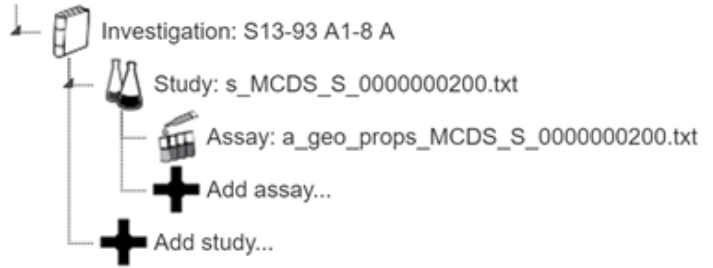 Investigation: S13-93 A1-8 A
Study: s_MCDS_S_0000000200.txt
Assay: a_geo_props_MCDS_S_0000000200.txt
Add assay...
Add study...